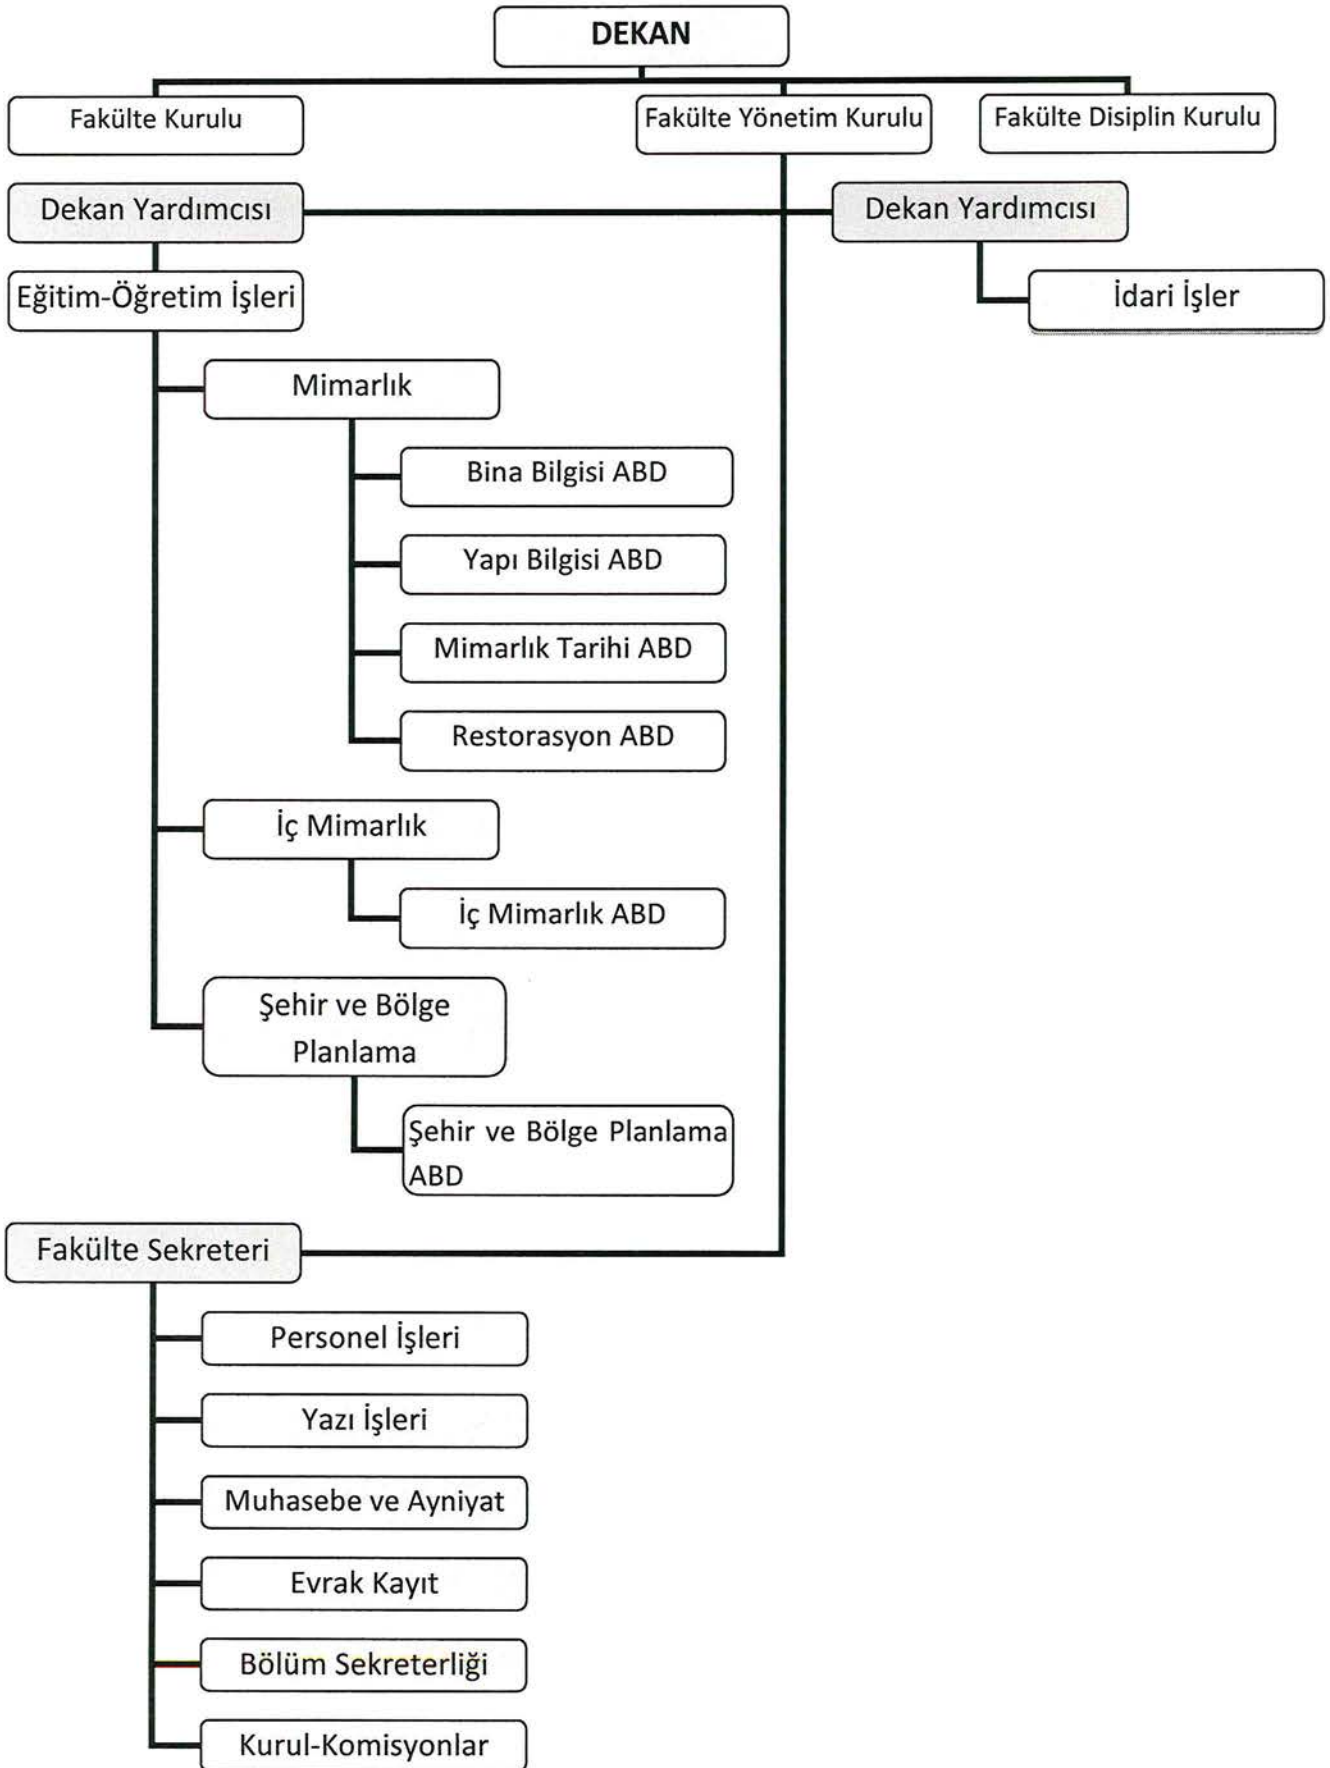 DEKAN
Fakülte Kurulu
Fakülte Yönetim Kurulu
Fakülte Disiplin Kurulu
Dekan Yardımcısı
Dekan Yardımcısı
Eğitim-Öğretim İşleri
İdari İşler
Mimarlık
Bina Bilgisi ABD
Yapı Bilgisi ABD
Mimarlık Tarihi ABD
Restorasyon ABD
İç Mimarlık
İç Mimarlık ABD
Şehir ve Bölge
Planlama
Şehir ve Bölge Planlama
ABD
Fakülte Sekreteri
Personel İşleri
Yazı İşleri
Muhasebe ve Ayniyat
Evrak Kayıt
Bölüm Sekreterliği
Kurul-Komisyonlar